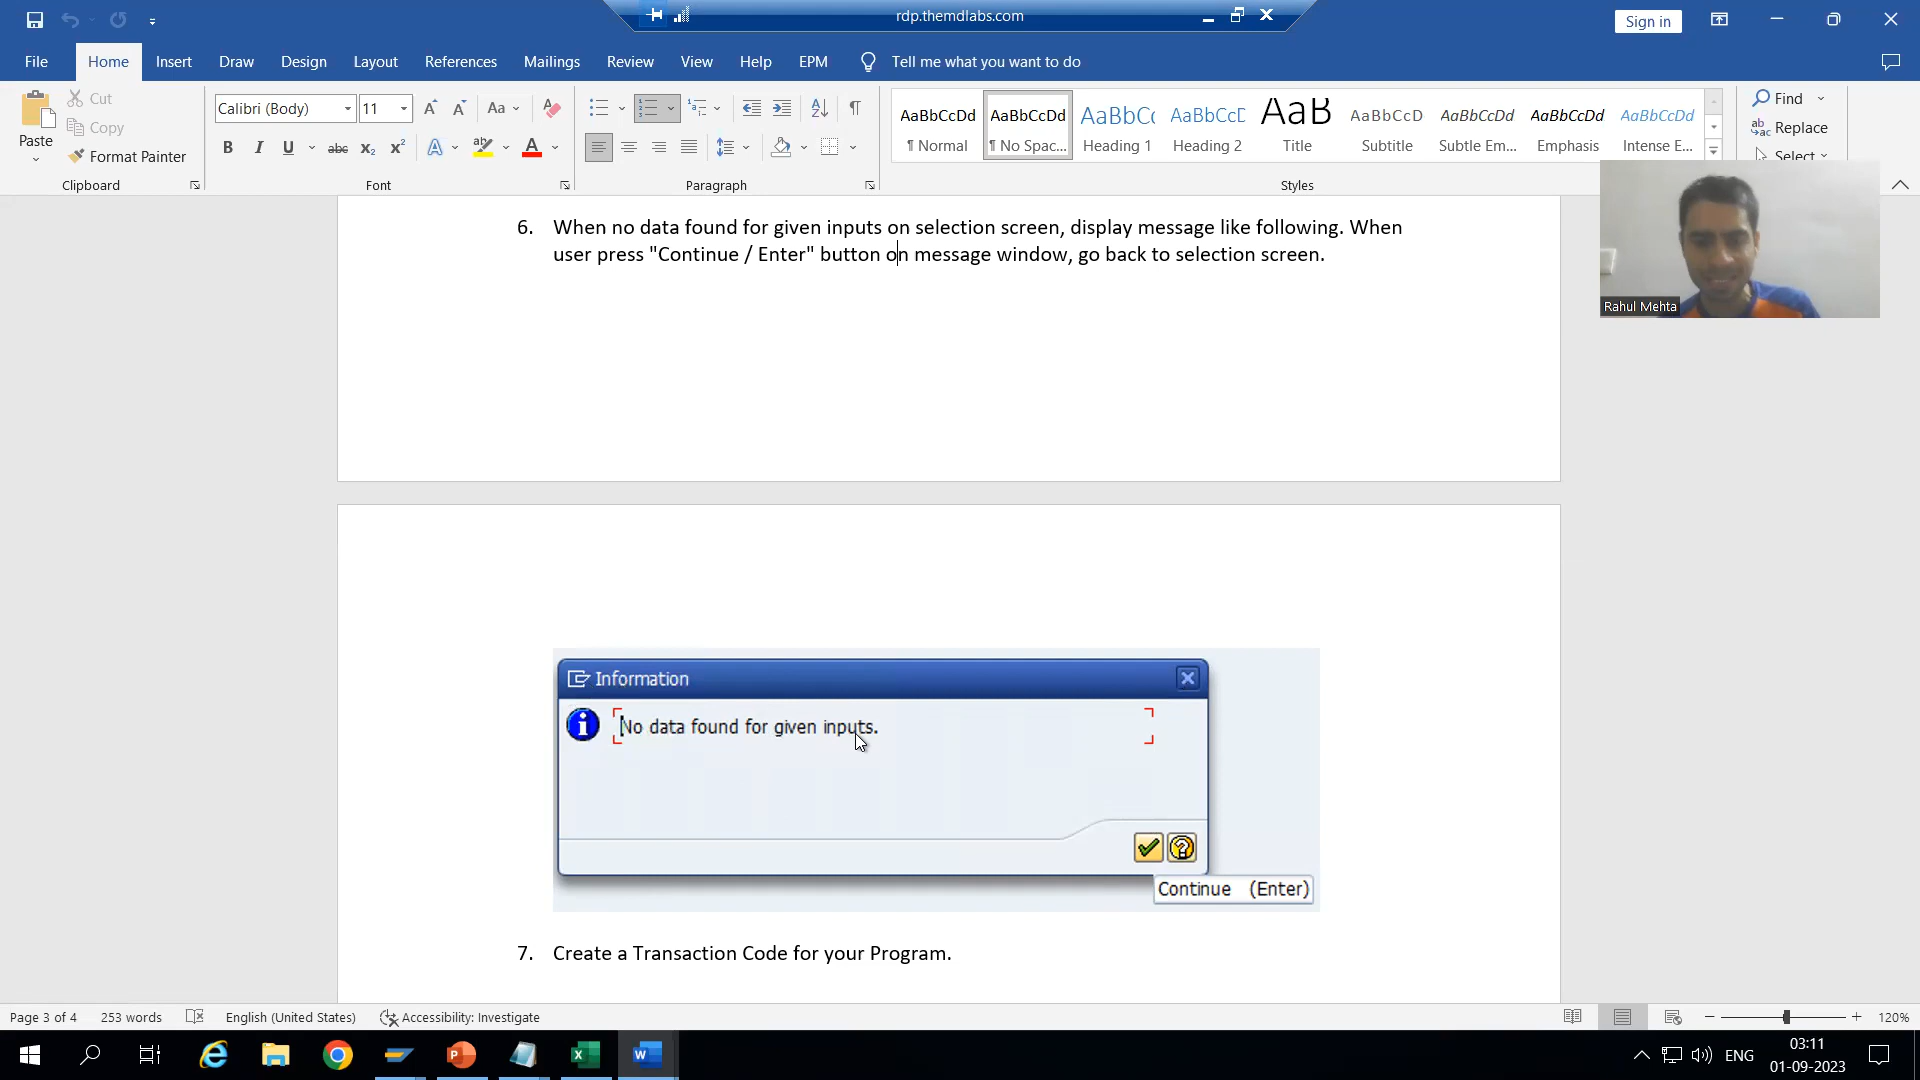 rdp.themdlabs.com
Sign in
File Home Insert Draw Design Layout References Mailings Review View Help EPM Tell me what you want to do
Paste
Cut
Copy
Format Painter
Clipboard
Calibri (Body) 11
Font
Paragraph
AaBbCcDd AaBbCcDd AaBbC AaBbCcD AaB AaBbCcD AaBbCcDd AaBbCcDd AaBbCcDd
¶ Normal ¶ No Spac... Heading 1 Heading 2 Title Subtitle Subtle Em... Emphasis Intense E...
Styles
Find
Replace
Select
Rahul Mehta
6. When no data found for given inputs on selection screen, display message like following. When
user press "Continue / Enter" button on message window, go back to selection screen.
Information
No data found for given inputs.
Continue (Enter)
7. Create a Transaction Code for your Program.
Page 3 of 4 253 words English (United States) Accessibility: Investigate 120%
ENG
03:11
01-09-2023